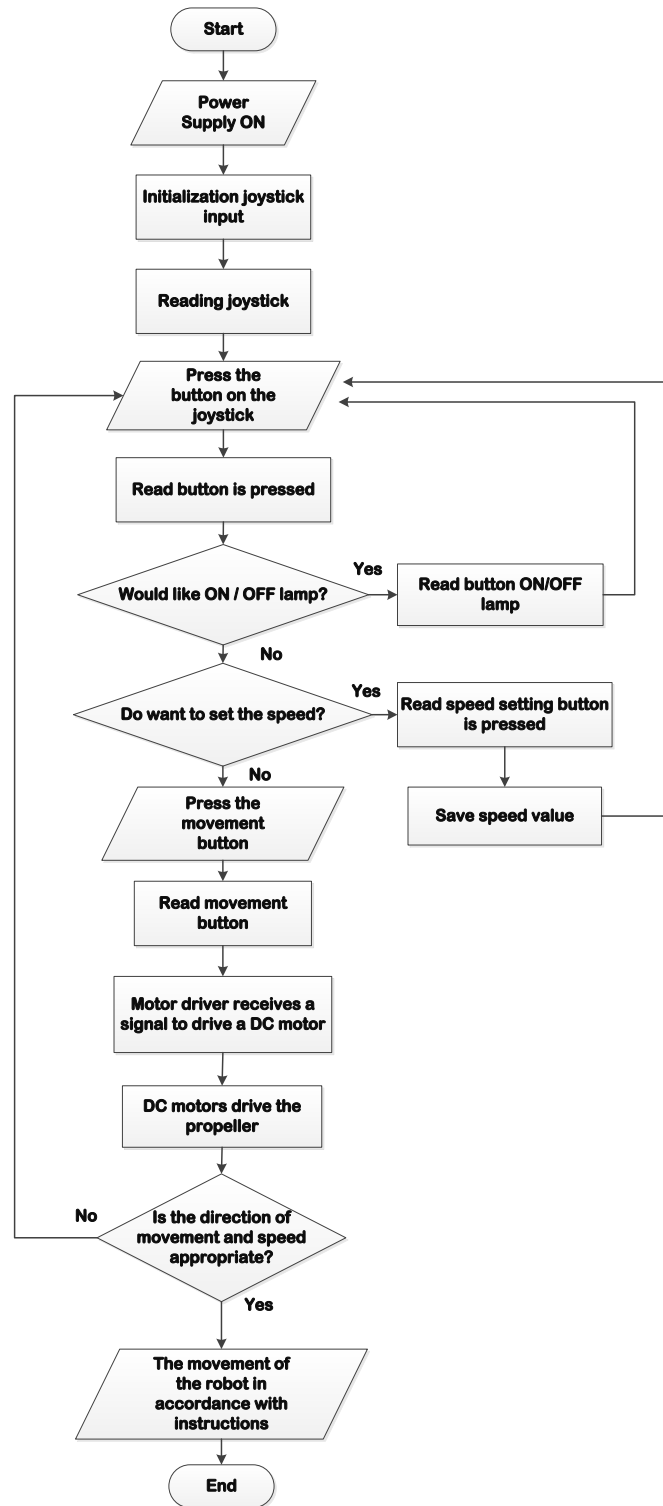 Start
Power
Supply ON
Initialization joystick
input
Reading joystick
Press the
button on the
joystick
Read button is pressed
Would like ON / OFF lamp?
Yes
Read button ON/OFF
lamp
No
Do want to set the speed?
Yes
Read speed setting button
is pressed
No
Save speed value
Press the
movement
button
Read movement
button
Motor driver receives a
signal to drive a DC motor
DC motors drive the
propeller
No
Is the direction of
movement and speed
appropriate?
Yes
The movement of
the robot in
accordance with
instructions
End